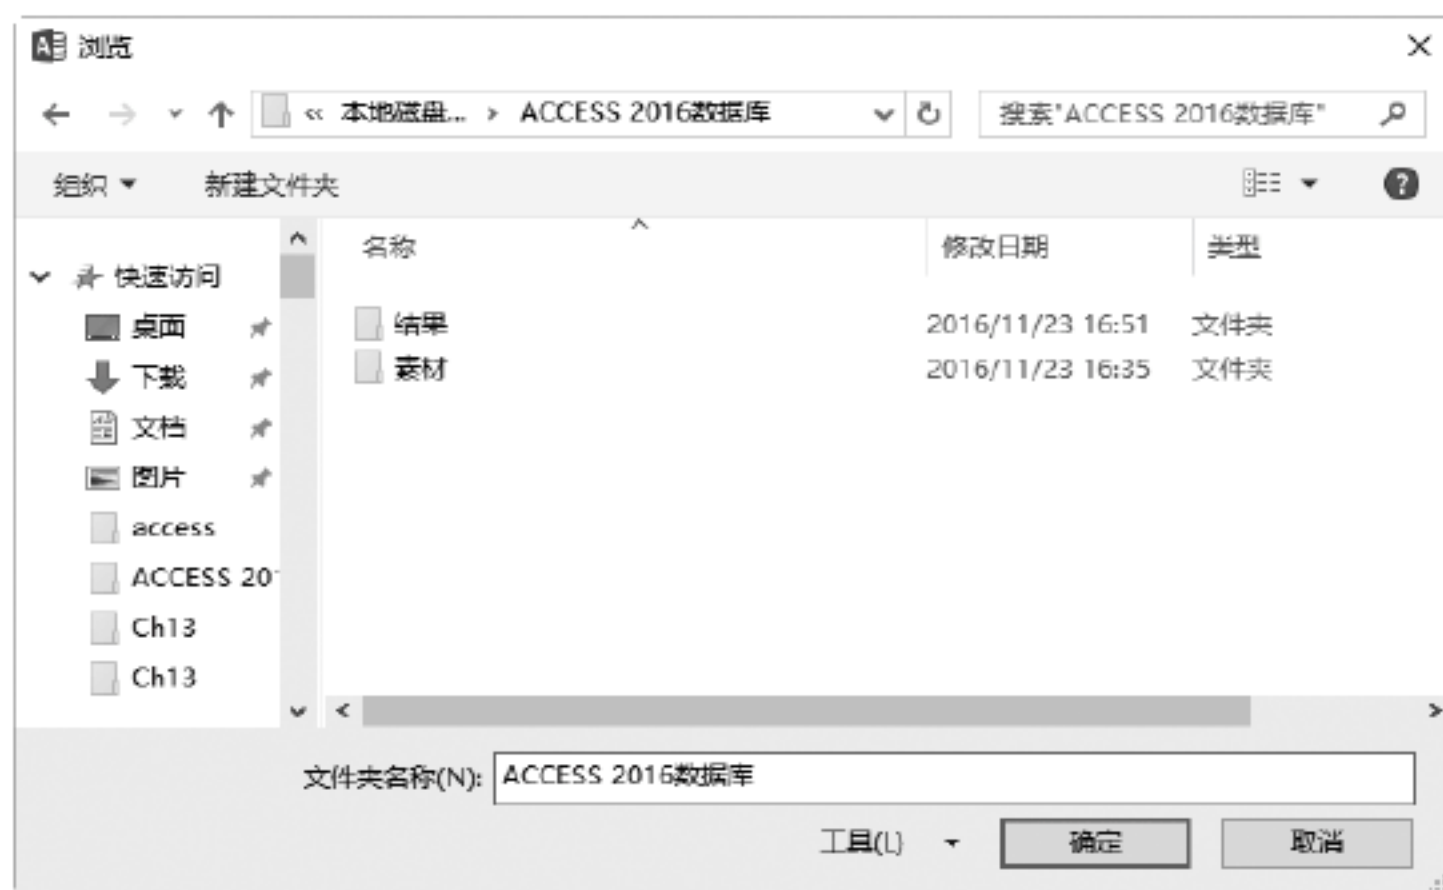 浏览
« 本地磁盘... › ACCESS 2016数据库
搜索"ACCESS 2016数据库"
组织
新建文件夹
名称 修改日期 类型
快速访问
桌面
下载
文档
图片
access
ACCESS 201
Ch13
Ch13
结果 2016/11/23 16:51 文件夹
素材 2016/11/23 16:35 文件夹
文件夹名称(N): ACCESS 2016数据库
工具(L) 确定 取消